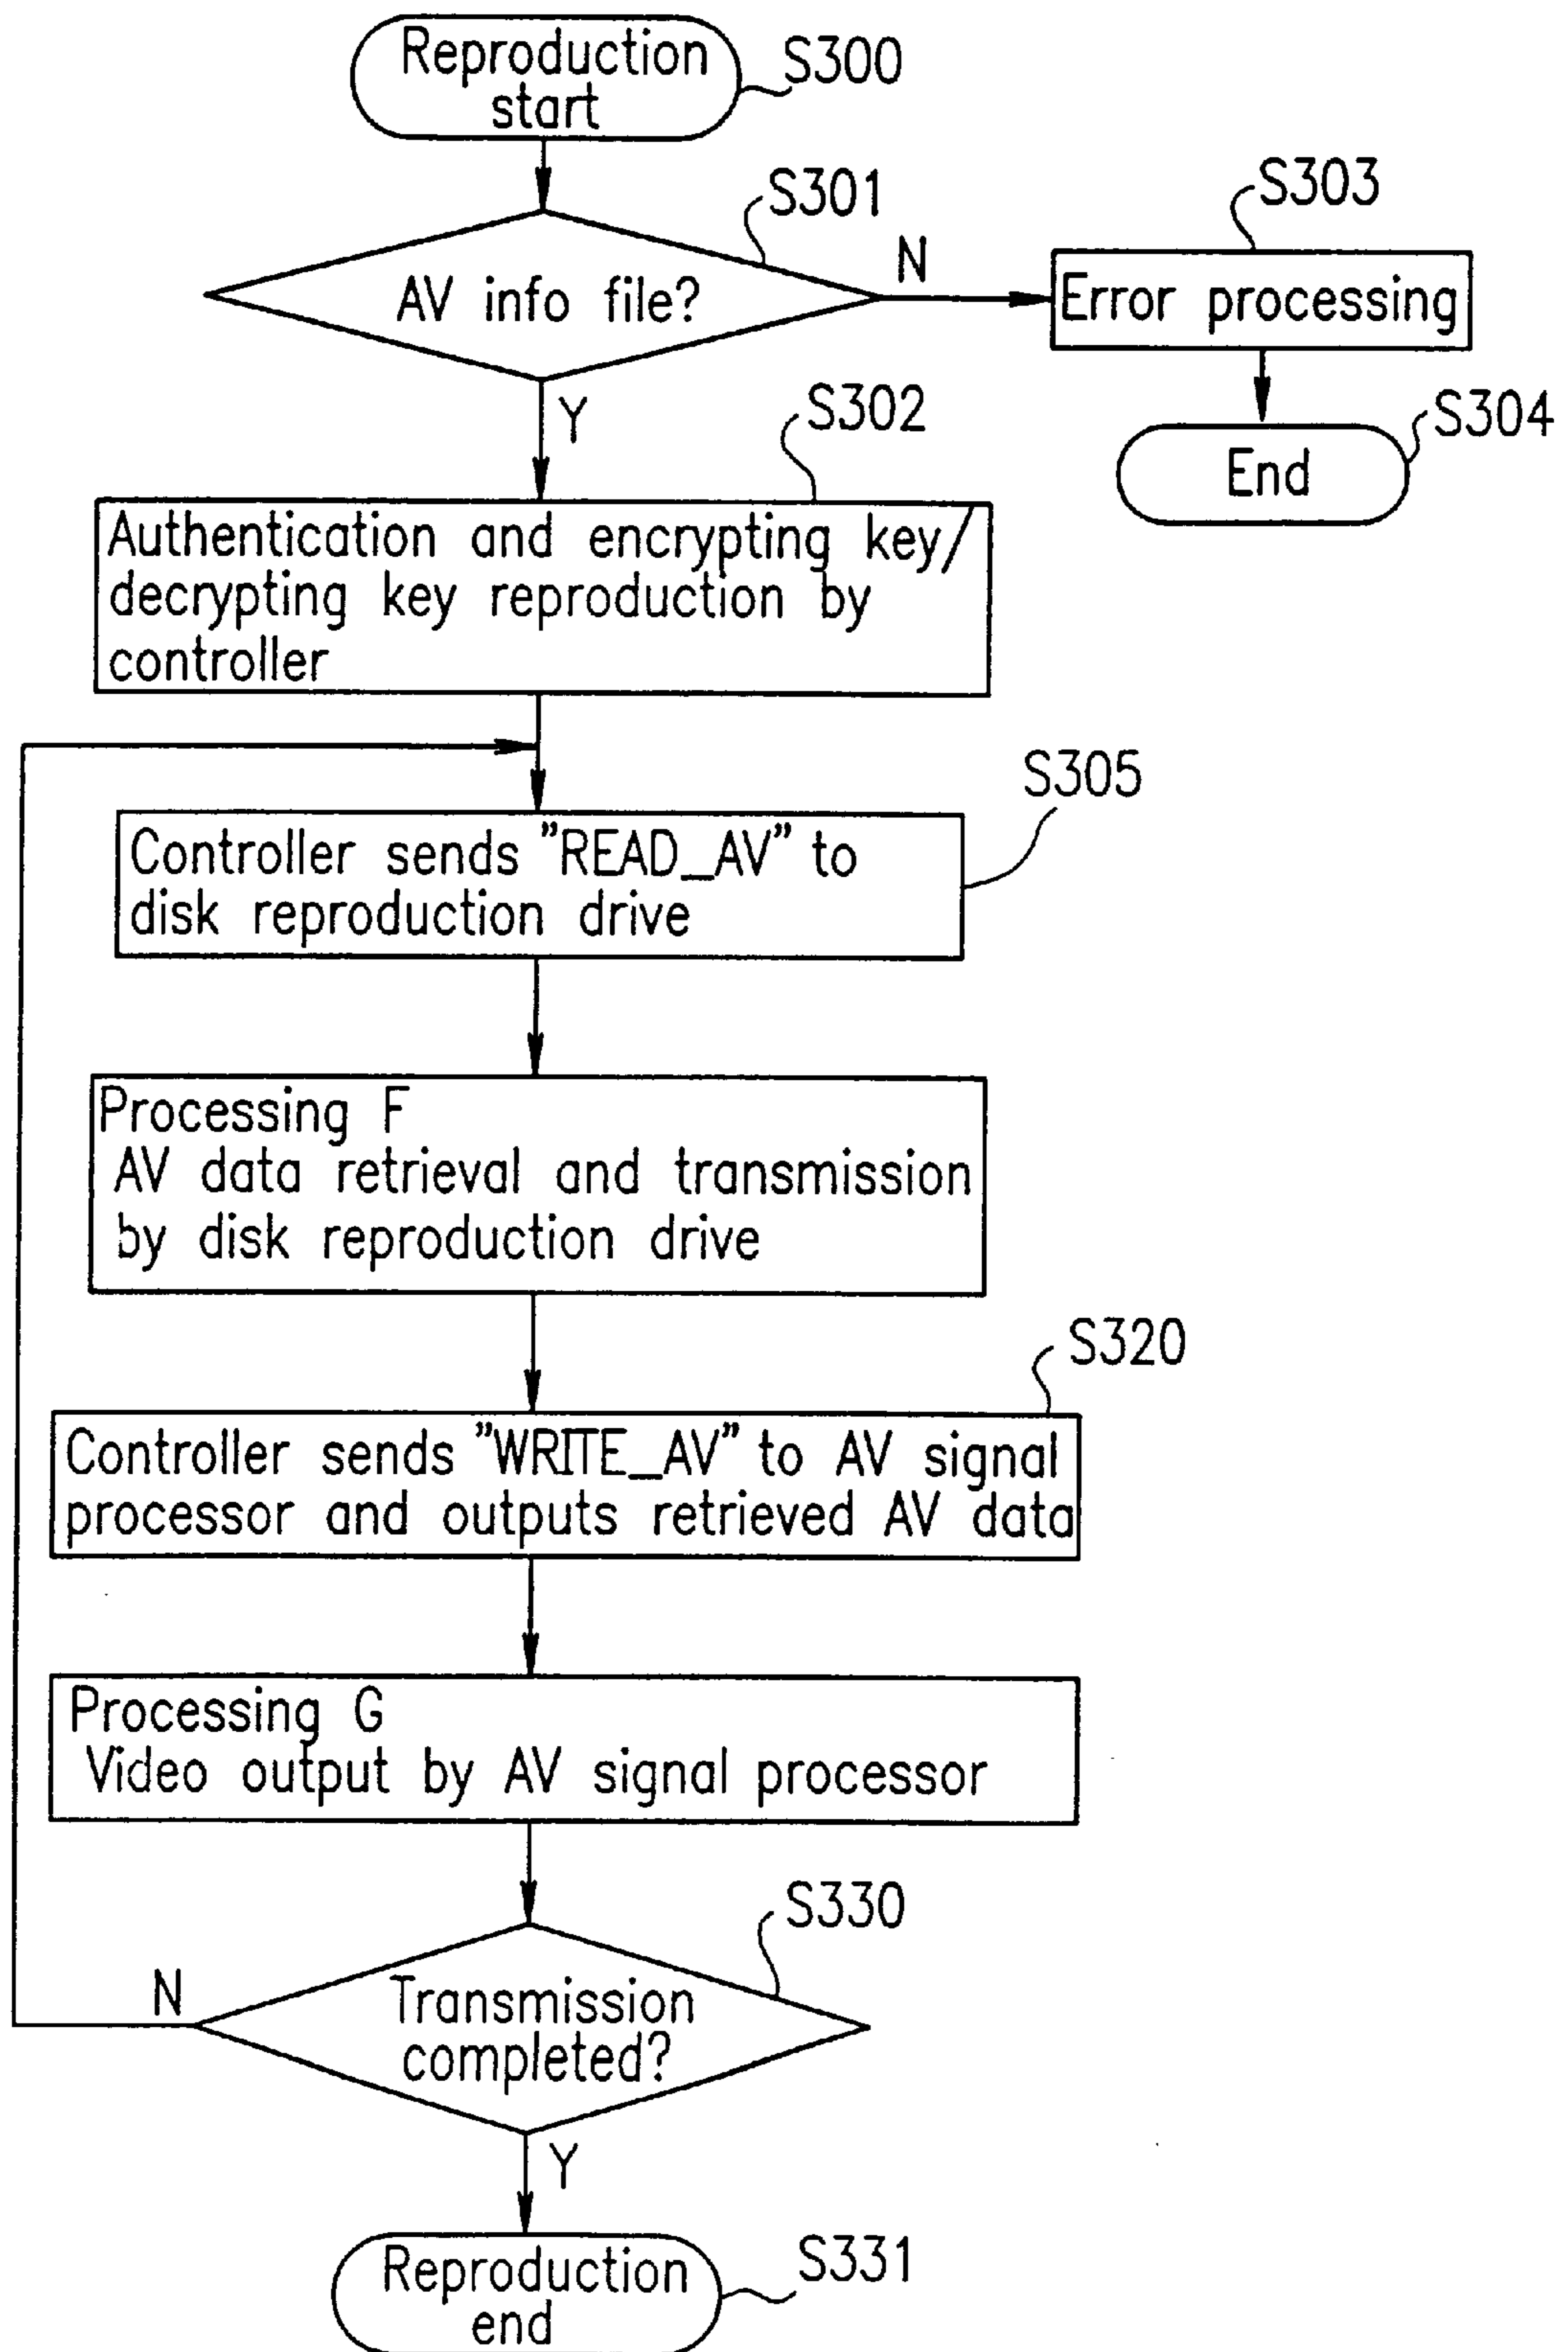 Reproduction
start
S300
S301
AV info file?
N
S303
Error processing
S304
End
Y
S302
Authentication and encrypting key/
decrypting key reproduction by
controller
S305
Controller sends "READ_AV" to
disk reproduction drive
Processing F
AV data retrieval and transmission
by disk reproduction drive
S320
Controller sends "WRITE_AV" to AV signal
processor and outputs retrieved AV data
Processing G
Video output by AV signal processor
S330
N
Transmission
completed?
Y
Reproduction
end
S331